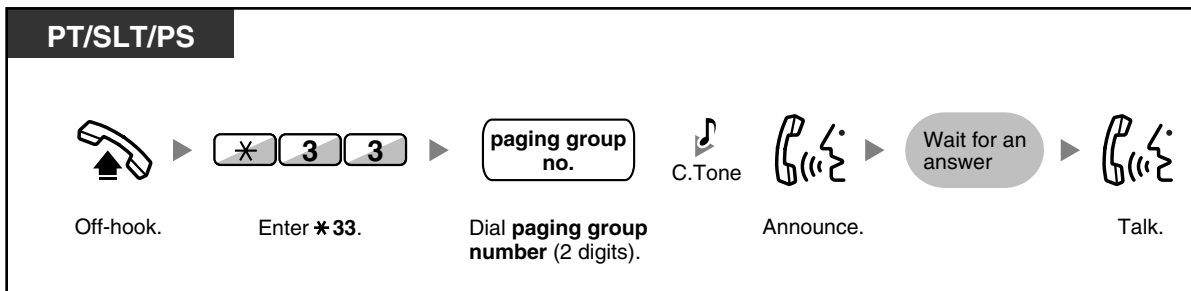 PT/SLT/PS
✳ 3 3
paging group
no.
C.Tone
Wait for an
answer
Off-hook.
Enter ✳33.
Dial paging group
number (2 digits).
Announce.
Talk.